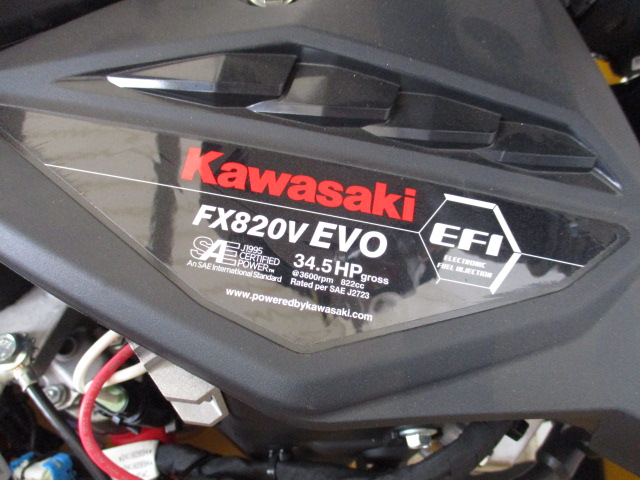 Kawasaki
FX820V EVO
SAE J1995
CERTIFIED
POWER™
An SAE International Standard
34.5HP gross
@3600rpm 822cc
Rated per SAE J2723
EFI
ELECTRONIC
FUEL INJECTION
www.poweredbykawasaki.com